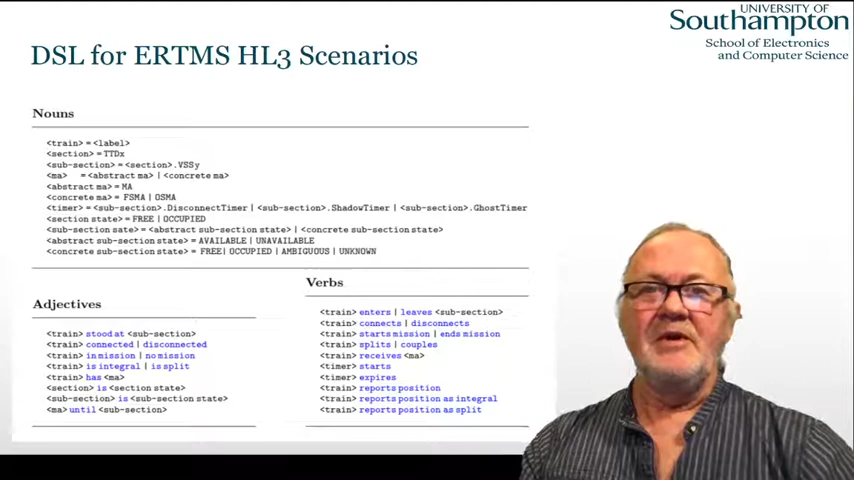 UNIVERSITY OF
Southampton
School of Electronics
and Computer Science
DSL for ERTMS HL3 Scenarios
Nouns
<train> = <label>
<section> = TTDx
<sub-section> = <section>.VSSy
<ma> = <abstract ma> | <concrete ma>
<abstract ma> = MA
<concrete ma> = FSMA | OSMA
<timer> = <sub-section>.DisconnectTimer | <sub-section>.ShadowTimer | <sub-section>.GhostTimer
<section state> = FREE | OCCUPIED
<sub-section sate> = <abstract sub-section state> | <concrete sub-section state>
<abstract sub-section state> = AVAILABLE | UNAVAILABLE
<concrete sub-section state> = FREE | OCCUPIED | AMBIGUOUS | UNKNOWN
Adjectives
<train> stood at <sub-section>
<train> connected | disconnected
<train> in mission | no mission
<train> is integral | is split
<train> has <ma>
<section> is <section state>
<sub-section> is <sub-section state>
<ma> until <sub-section>
Verbs
<train> enters | leaves <sub-section>
<train> connects | disconnects
<train> starts mission | ends mission
<train> splits | couples
<train> receives <ma>
<timer> starts
<timer> expires
<train> reports position
<train> reports position as integral
<train> reports position as split